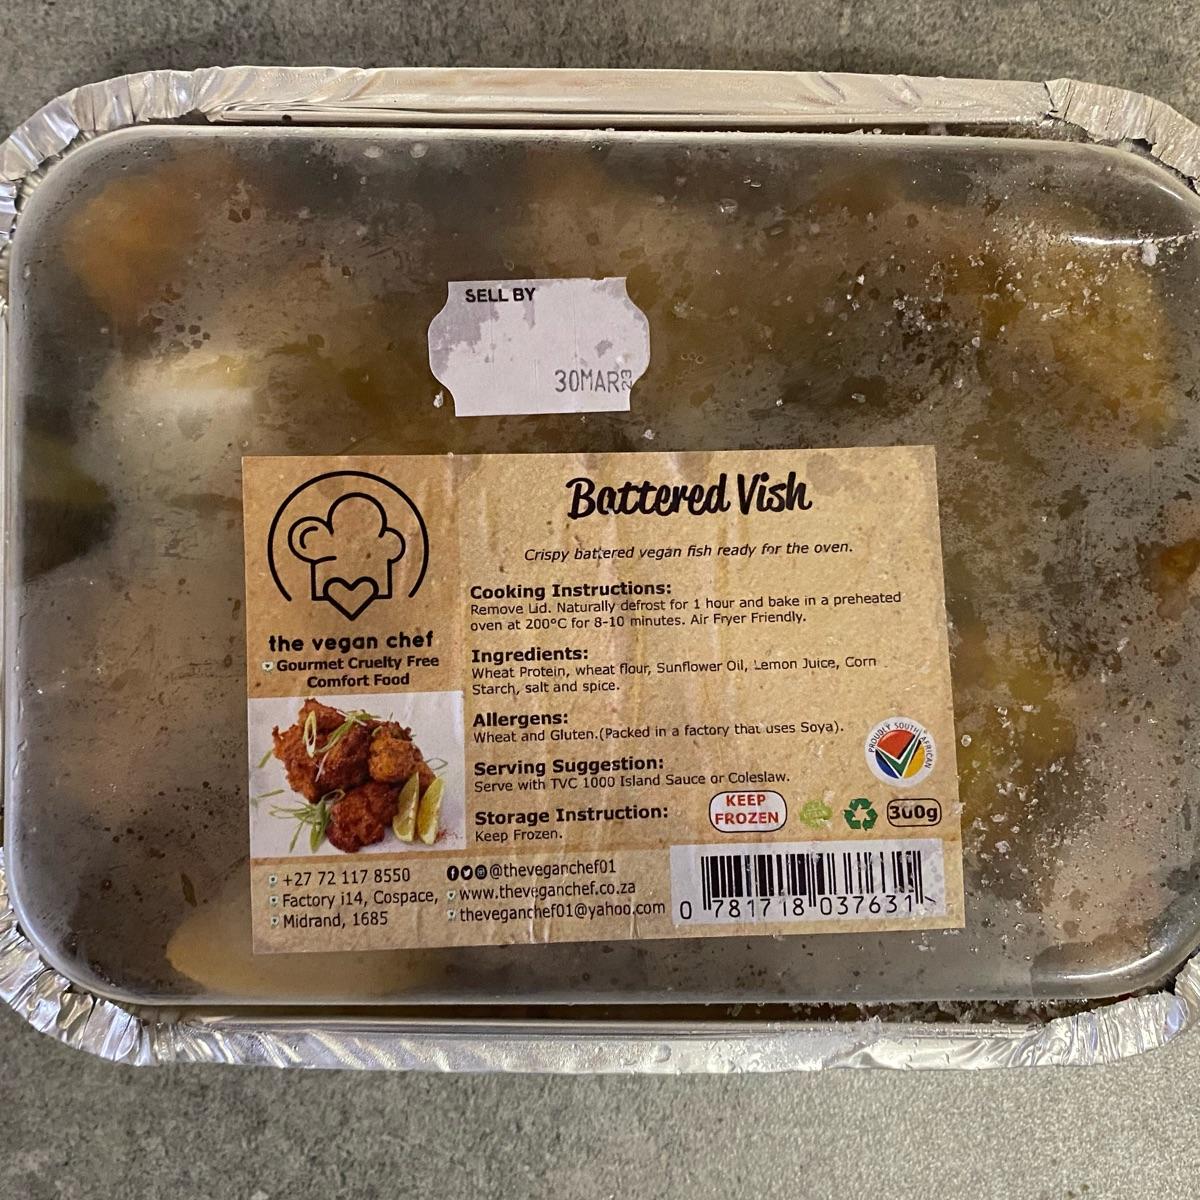 SELL BY
30MAR23
Battered Vish
Crispy battered vegan fish ready for the oven.
the vegan chef
Gourmet Cruelty Free
Comfort Food
Cooking Instructions:
Remove Lid. Naturally defrost for 1 hour and bake in a preheated
oven at 200°C for 8-10 minutes. Air Fryer Friendly.
Ingredients:
Wheat Protein, wheat flour, Sunflower Oil, Lemon Juice, Corn
Starch, salt and spice.
Allergens:
Wheat and Gluten.(Packed in a factory that uses Soya).
Serving Suggestion:
Serve with TVC 1000 Island Sauce or Coleslaw.
Storage Instruction:
Keep Frozen.
PROUDLY SOUTH AFRICAN
KEEP
FROZEN
300g
+27 72 117 8550
Factory i14, Cospace,
Midrand, 1685
@theveganchef01
www.theveganchef.co.za
theveganchef01@yahoo.com
0 781718 037631 >